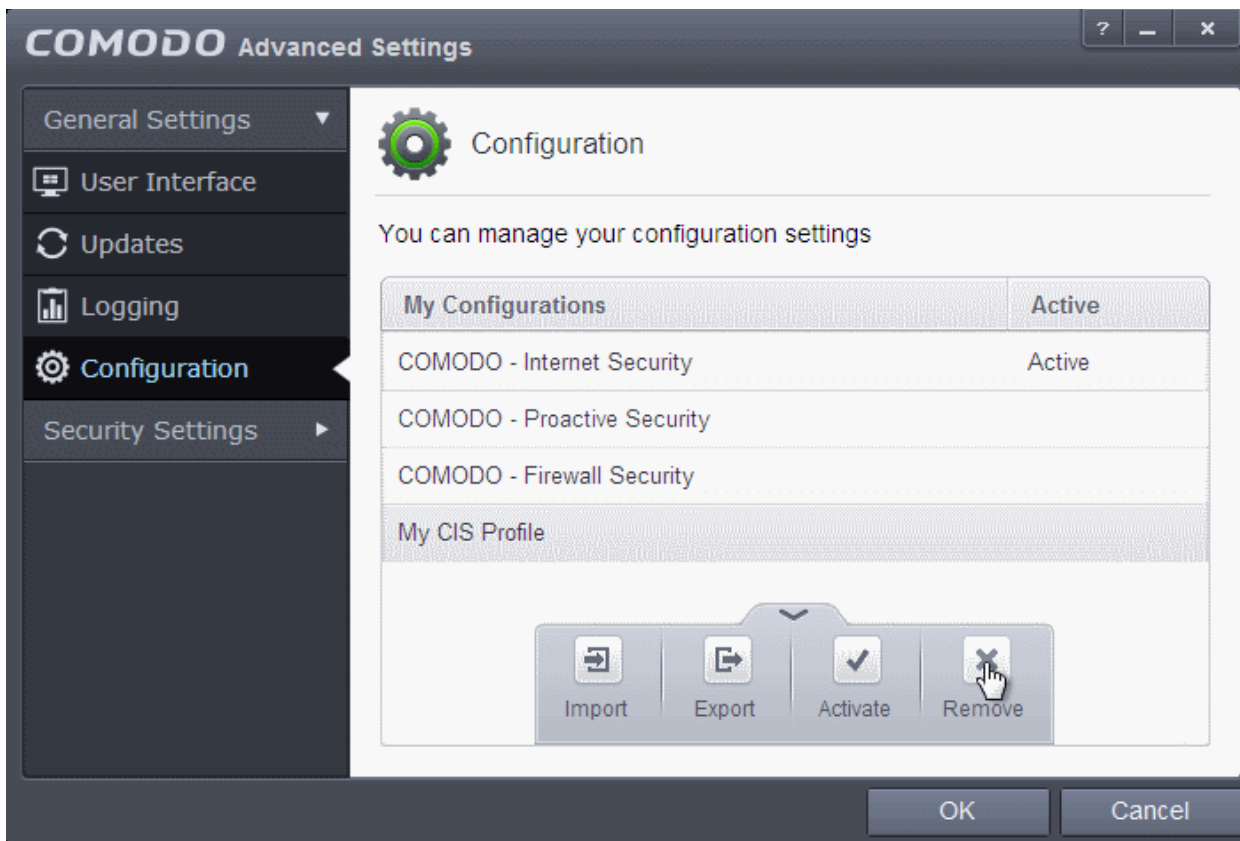 COMODO Advanced Settings
?
General Settings
User Interface
Updates
Logging
Configuration
Security Settings
Configuration
You can manage your configuration settings
My Configurations Active
COMODO - Internet Security Active
COMODO - Proactive Security
COMODO - Firewall Security
My CIS Profile
Import Export Activate Remove
OK Cancel